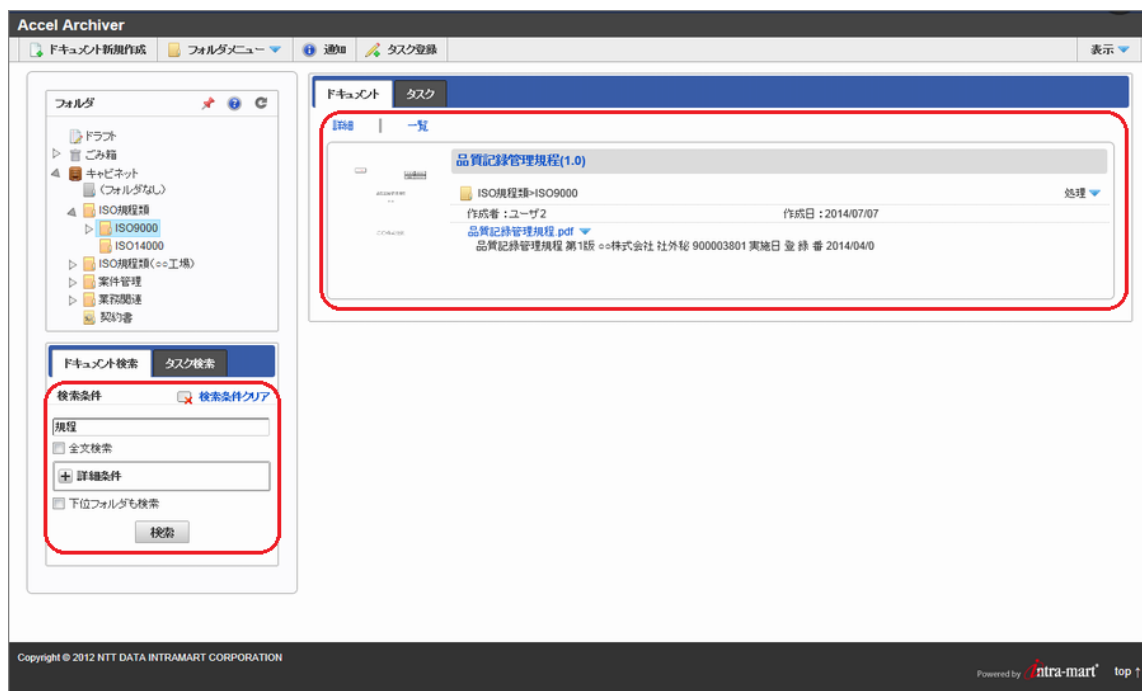 Accel Archiver
ドキュメント新規作成 フォルダメニュー 通知 タスク登録 表示
フォルダ
ドラフト
ごみ箱
キャビネット
(フォルダなし)
ISO規程類
ISO9000
ISO14000
ISO規程類(○○工場)
案件管理
業務関連
契約書
ドキュメント検索 タスク検索
検索条件 検索条件クリア
規程
全文検索
詳細条件
下位フォルダも検索
検索
ドキュメント タスク
詳細 | 一覧
品質記録管理規程(1.0)
ISO規程類>ISO9000 処理
作成者:ユーザ2 作成日:2014/07/07
品質記録管理規程.pdf
品質記録管理規程 第1版 ○○株式会社 社外秘 900003801 実施日 登 録 番 2014/04/0
Copyright © 2012 NTT DATA INTRAMART CORPORATION
Powered by intra-mart top ↑